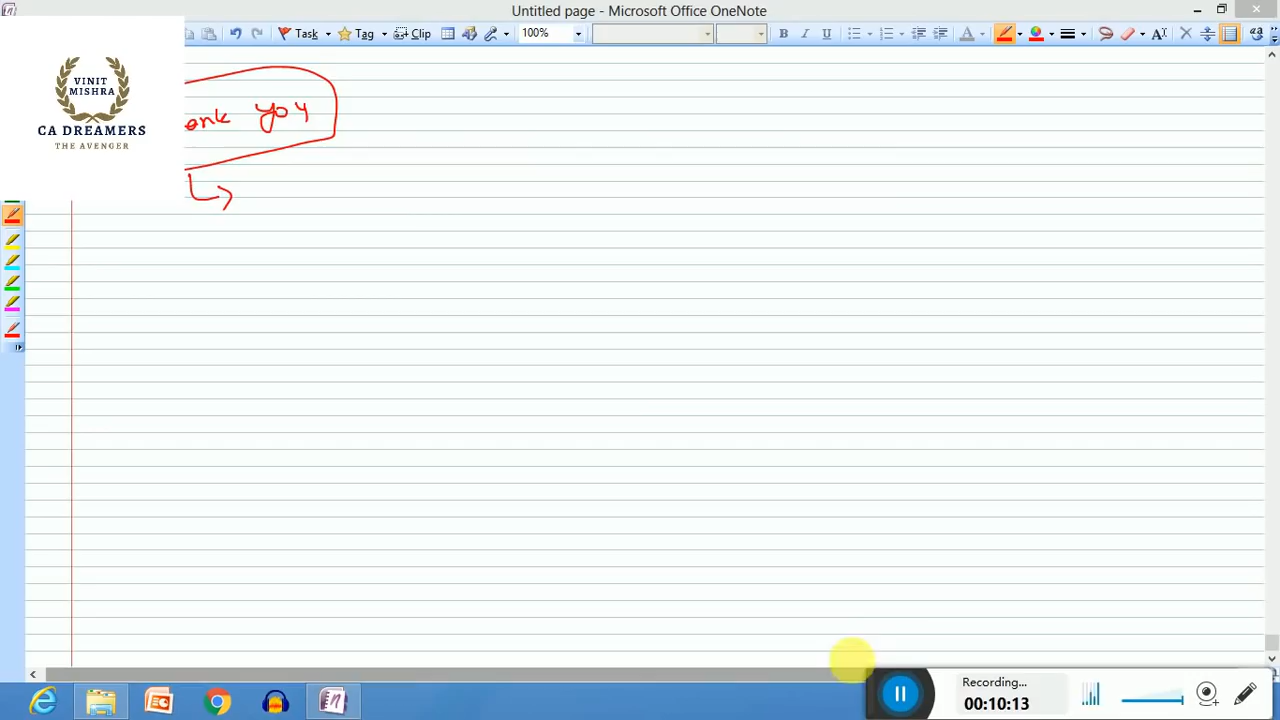 Untitled page - Microsoft Office OneNote
Task
Tag
Clip
100%
B I U
VINIT
MISHRA
CA DREAMERS
THE AVENGER
ank you
Recording...
00:10:13